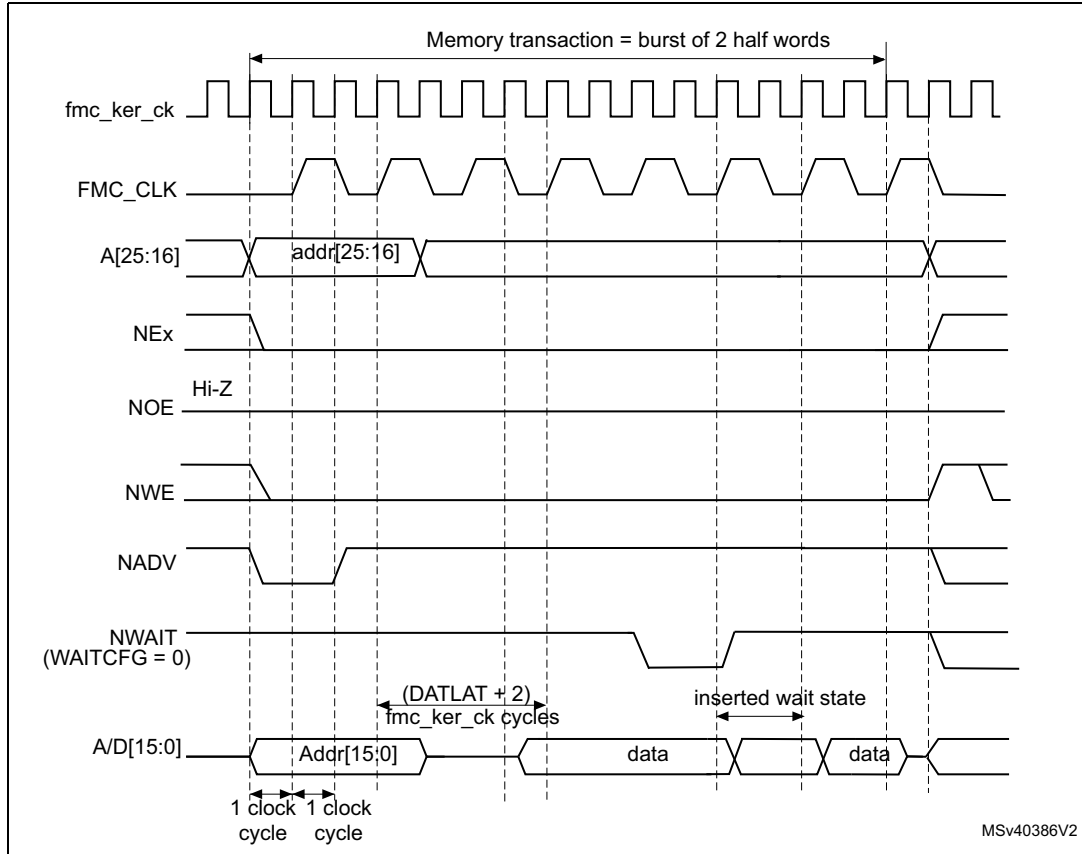 Memory transaction = burst of 2 half words
fmc_ker_ck
FMC_CLK
A[25:16]
addr[25:16]
NEx
Hi-Z
NOE
NWE
NADV
NWAIT
(WAITCFG = 0)
(DATLAT + 2)
fmc_ker_ck cycles
inserted wait state
A/D[15:0]
Addr[15:0]
data
data
1 clock
cycle
1 clock
cycle
MSv40386V2